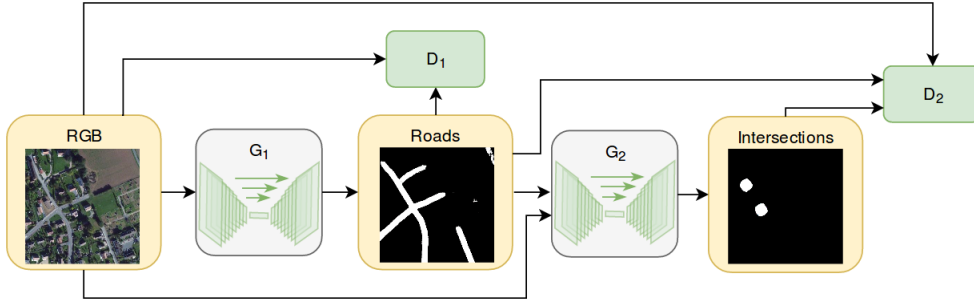 D₁
D₂
RGB
G₁
Roads
G₂
Intersections